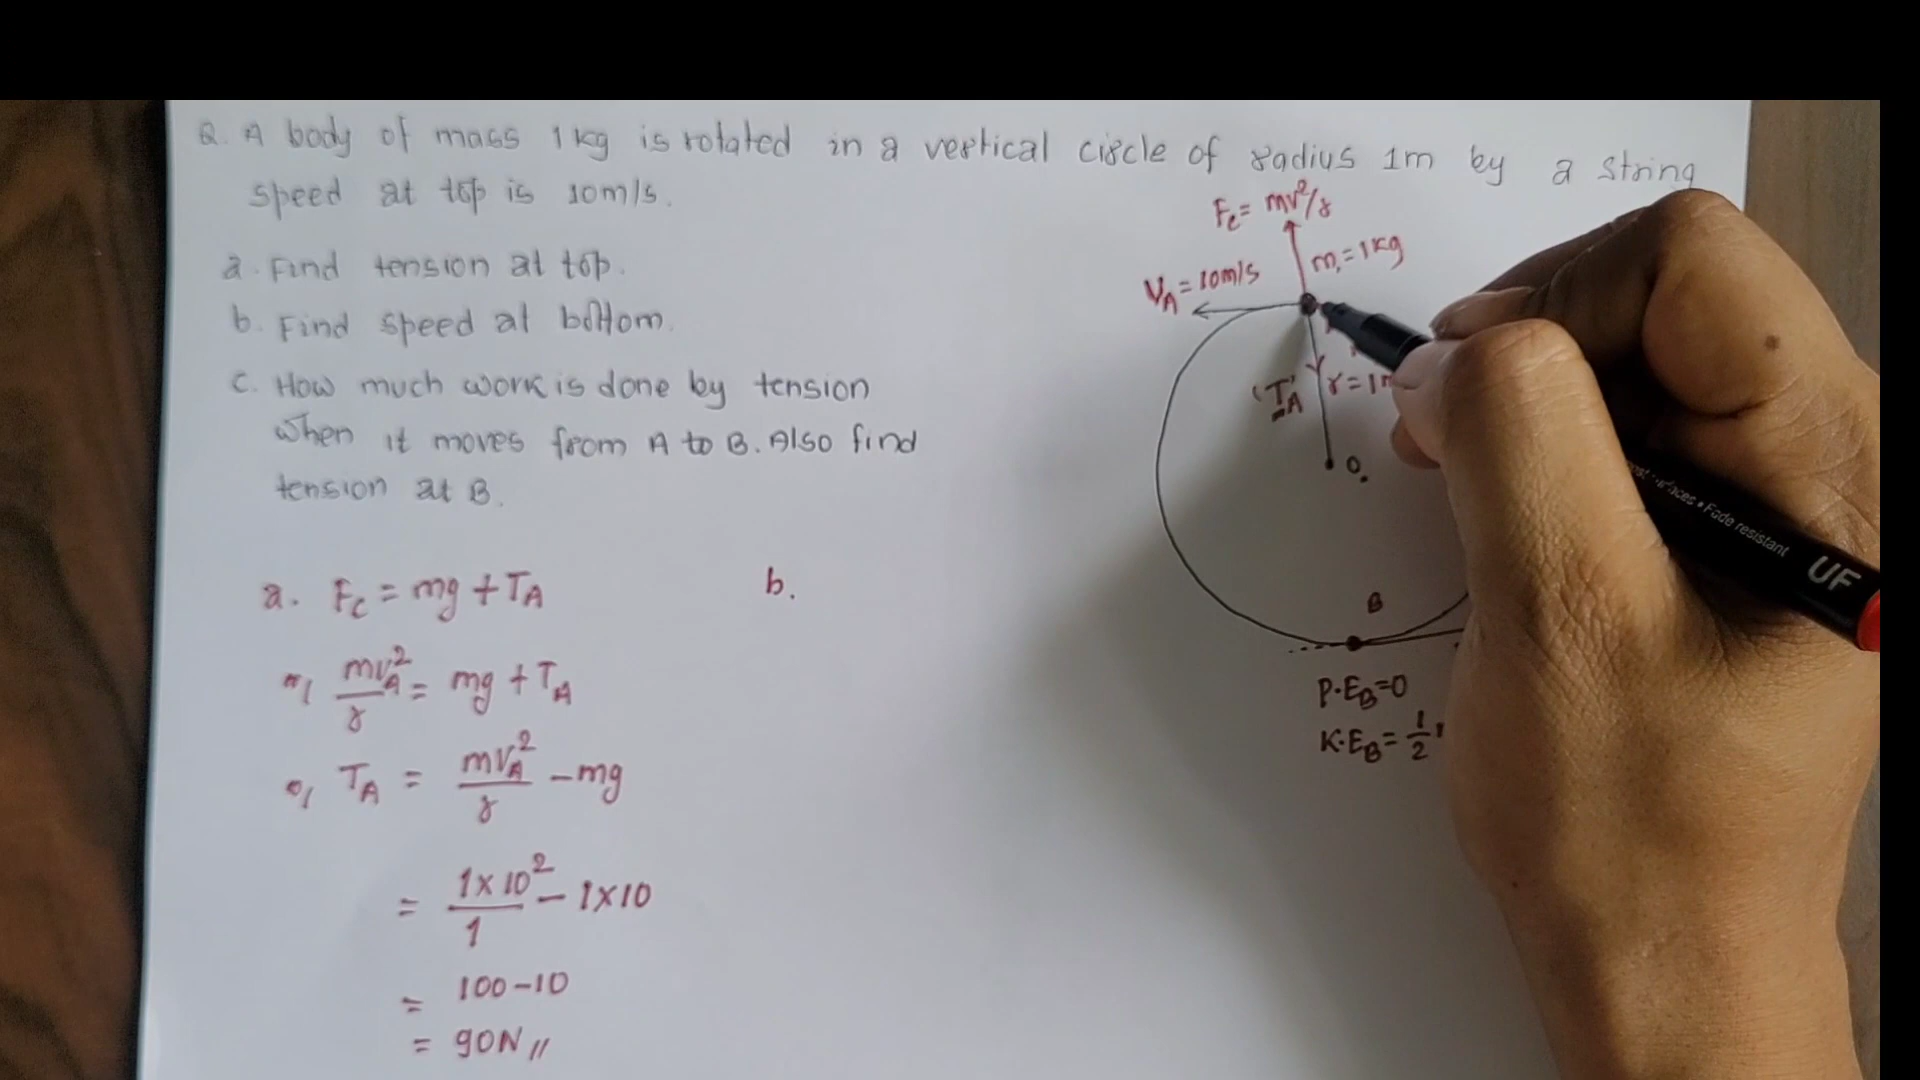 Q. A body of mass 1kg is rotated in a vertical circle of radius 1m by a string
speed at top is 10m/s.
a. Find tension at top.
b. Find speed at bottom.
c. How much work is done by tension
when it moves from A to B. Also find
tension at B.
Fc = mv²/r
m = 1kg
VA = 10m/s
TA
r = 1m
O
B
P.EB=0
K.EB = 1/2
a. Fc = mg + TA
or, mvA²/r = mg + TA
or, TA = mVA²/r - mg
= 1×10²/1 - 1×10
= 100-10
= 90N//
b.
Fade resistant
UF